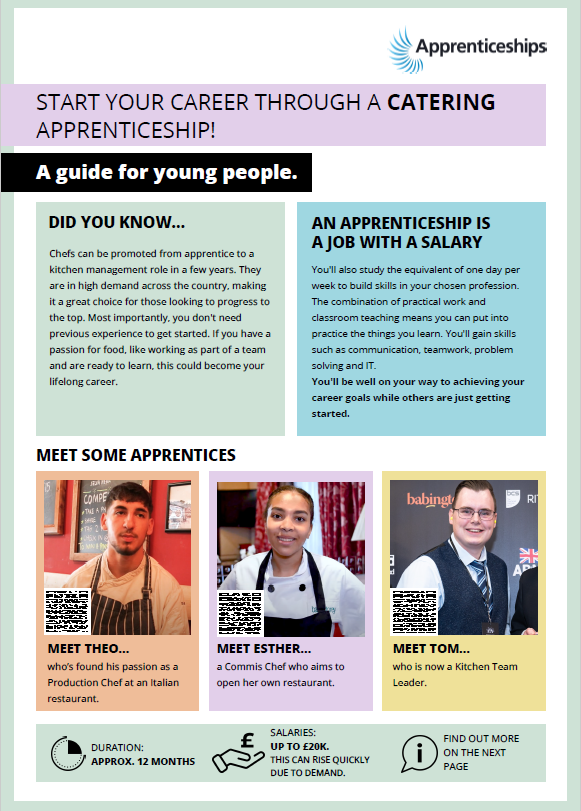 Apprenticeships
START YOUR CAREER THROUGH A CATERING
APPRENTICESHIP!
A guide for young people.
DID YOU KNOW...
Chefs can be promoted from apprentice to a
kitchen management role in a few years. They
are in high demand across the country, making
it a great choice for those looking to progress to
the top. Most importantly, you don't need
previous experience to get started. If you have a
passion for food, like working as part of a team
and are ready to learn, this could become your
lifelong career.
AN APPRENTICESHIP IS
A JOB WITH A SALARY
You'll also study the equivalent of one day per
week to build skills in your chosen profession.
The combination of practical work and
classroom teaching means you can put into
practice the things you learn. You'll gain skills
such as communication, teamwork, problem
solving and IT.
You'll be well on your way to achieving your
career goals while others are just getting
started.
MEET SOME APPRENTICES
babingt
bcs
MEET THEO...
who's found his passion as a
Production Chef at an Italian
restaurant.
MEET ESTHER...
a Commis Chef who aims to
open her own restaurant.
MEET TOM...
who is now a Kitchen Team
Leader.
DURATION:
APPROX. 12 MONTHS
£
SALARIES:
UP TO £20K.
THIS CAN RISE QUICKLY
DUE TO DEMAND.
i
FIND OUT MORE
ON THE NEXT
PAGE